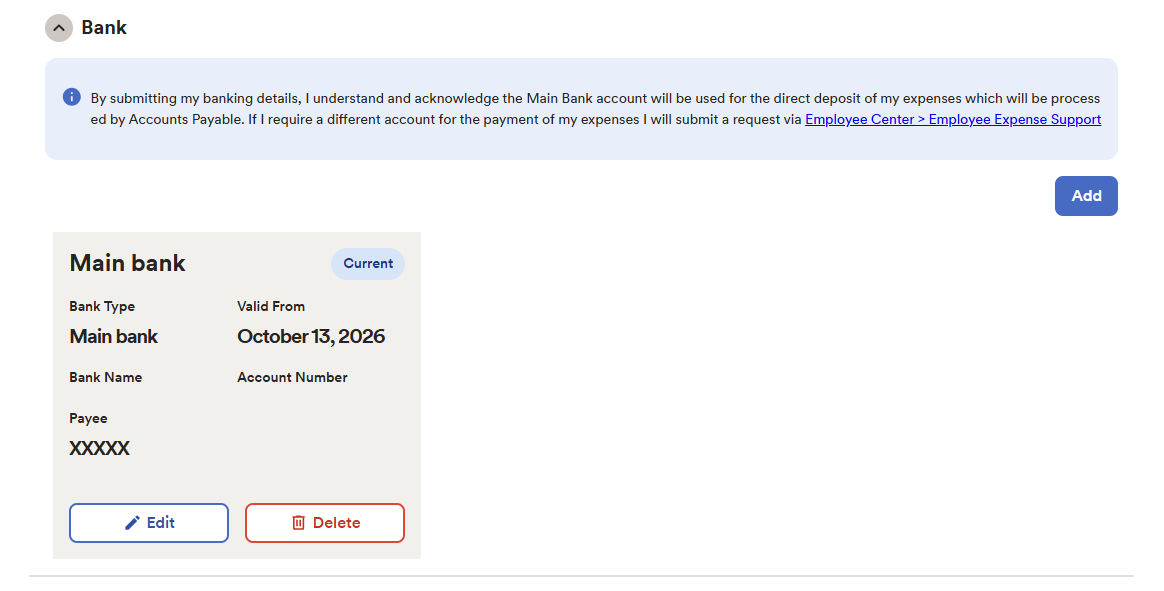 Bank
By submitting my banking details, I understand and acknowledge the Main Bank account will be used for the direct deposit of my expenses which will be process
ed by Accounts Payable. If I require a different account for the payment of my expenses I will submit a request via Employee Center > Employee Expense Support
Add
Main bank
Current
Bank Type
Valid From
Main bank
October 13, 2026
Bank Name
Account Number
Payee
XXXXX
Edit
Delete